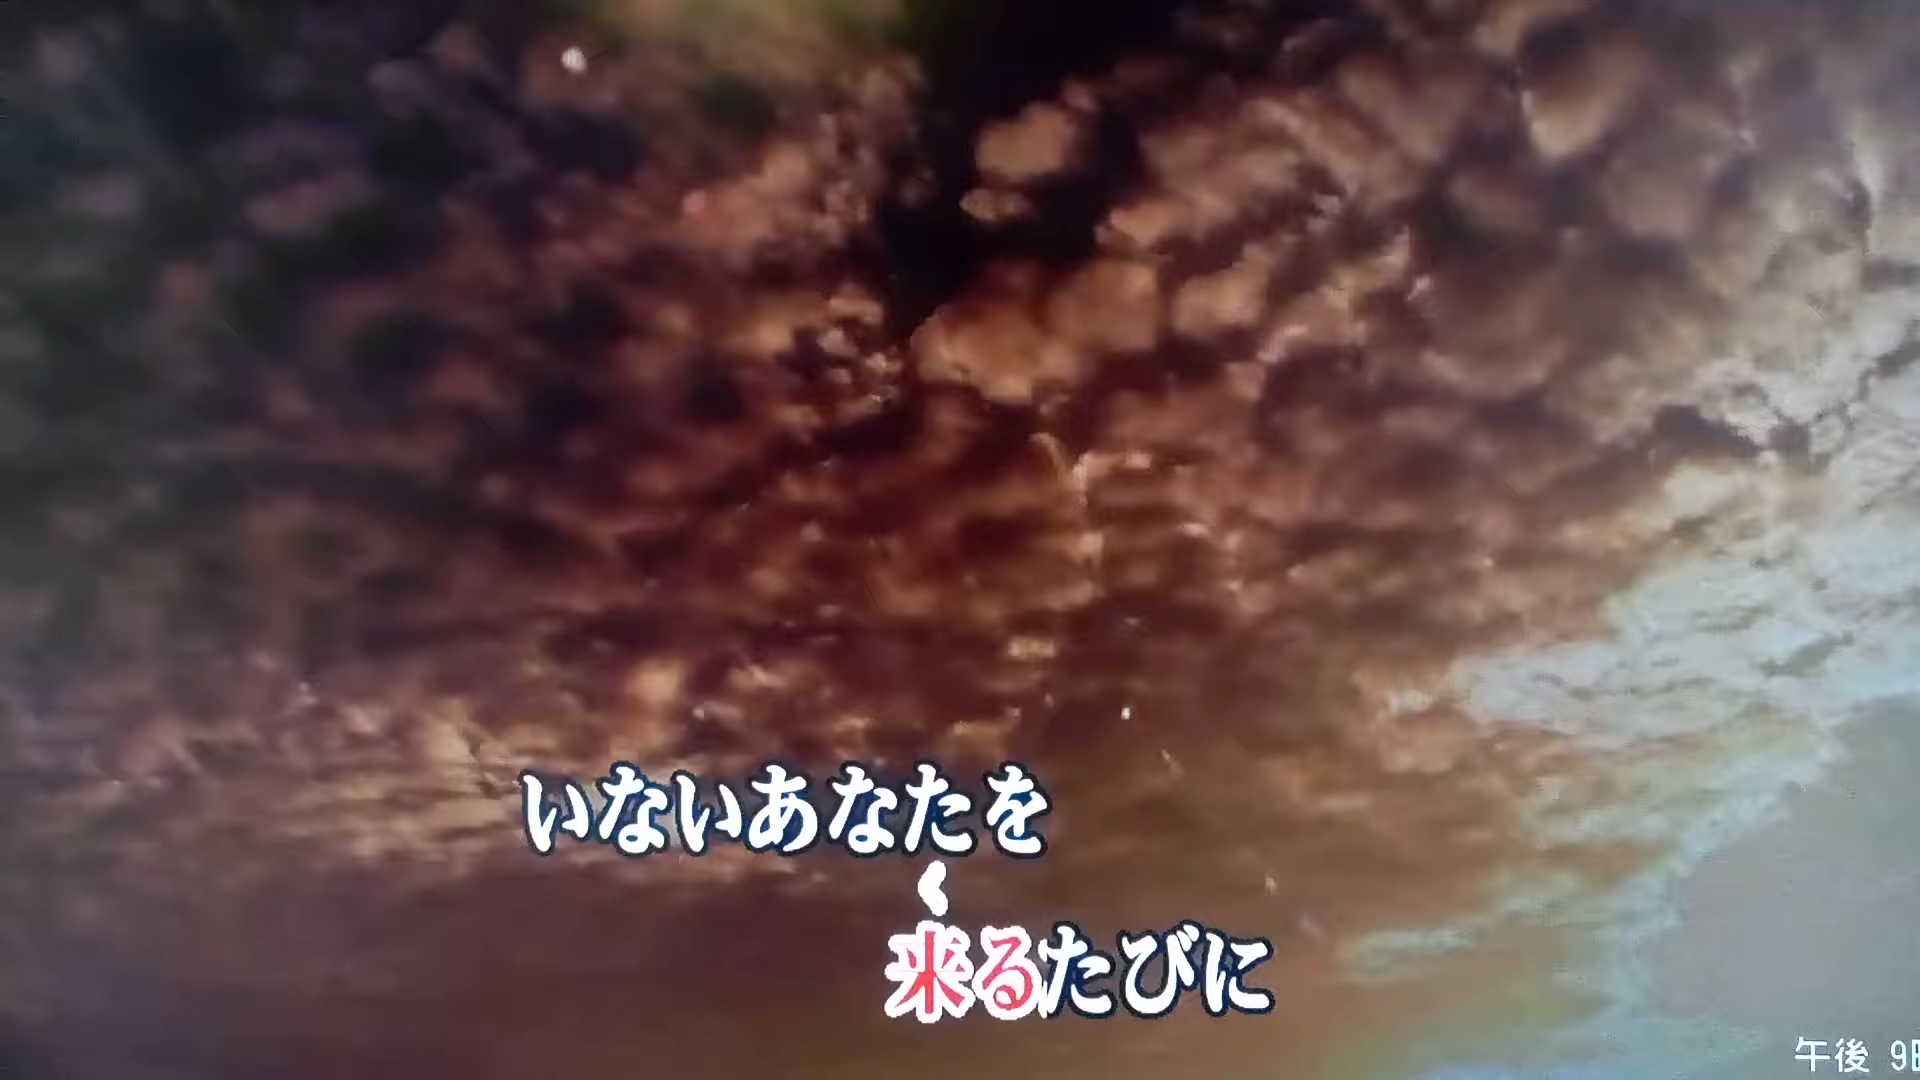 いないあなたを
く
来るたびに
午後 9